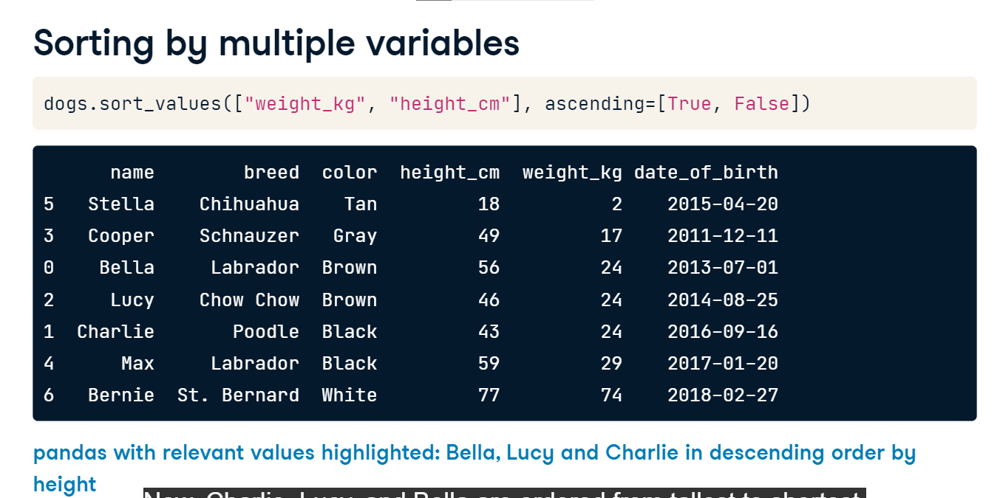 Sorting by multiple variables
dogs.sort_values(["weight_kg", "height_cm"], ascending=[True, False])
name breed color height_cm weight_kg date_of_birth
5 Stella Chihuahua Tan 18 2 2015-04-20
3 Cooper Schnauzer Gray 49 17 2011-12-11
0 Bella Labrador Brown 56 24 2013-07-01
2 Lucy Chow Chow Brown 46 24 2014-08-25
1 Charlie Poodle Black 43 24 2016-09-16
4 Max Labrador Black 59 29 2017-01-20
6 Bernie St. Bernard White 77 74 2018-02-27
pandas with relevant values highlighted: Bella, Lucy and Charlie in descending order by
height
Now, Charlie, Lucy, and Bella are ordered from tallest to shortest,